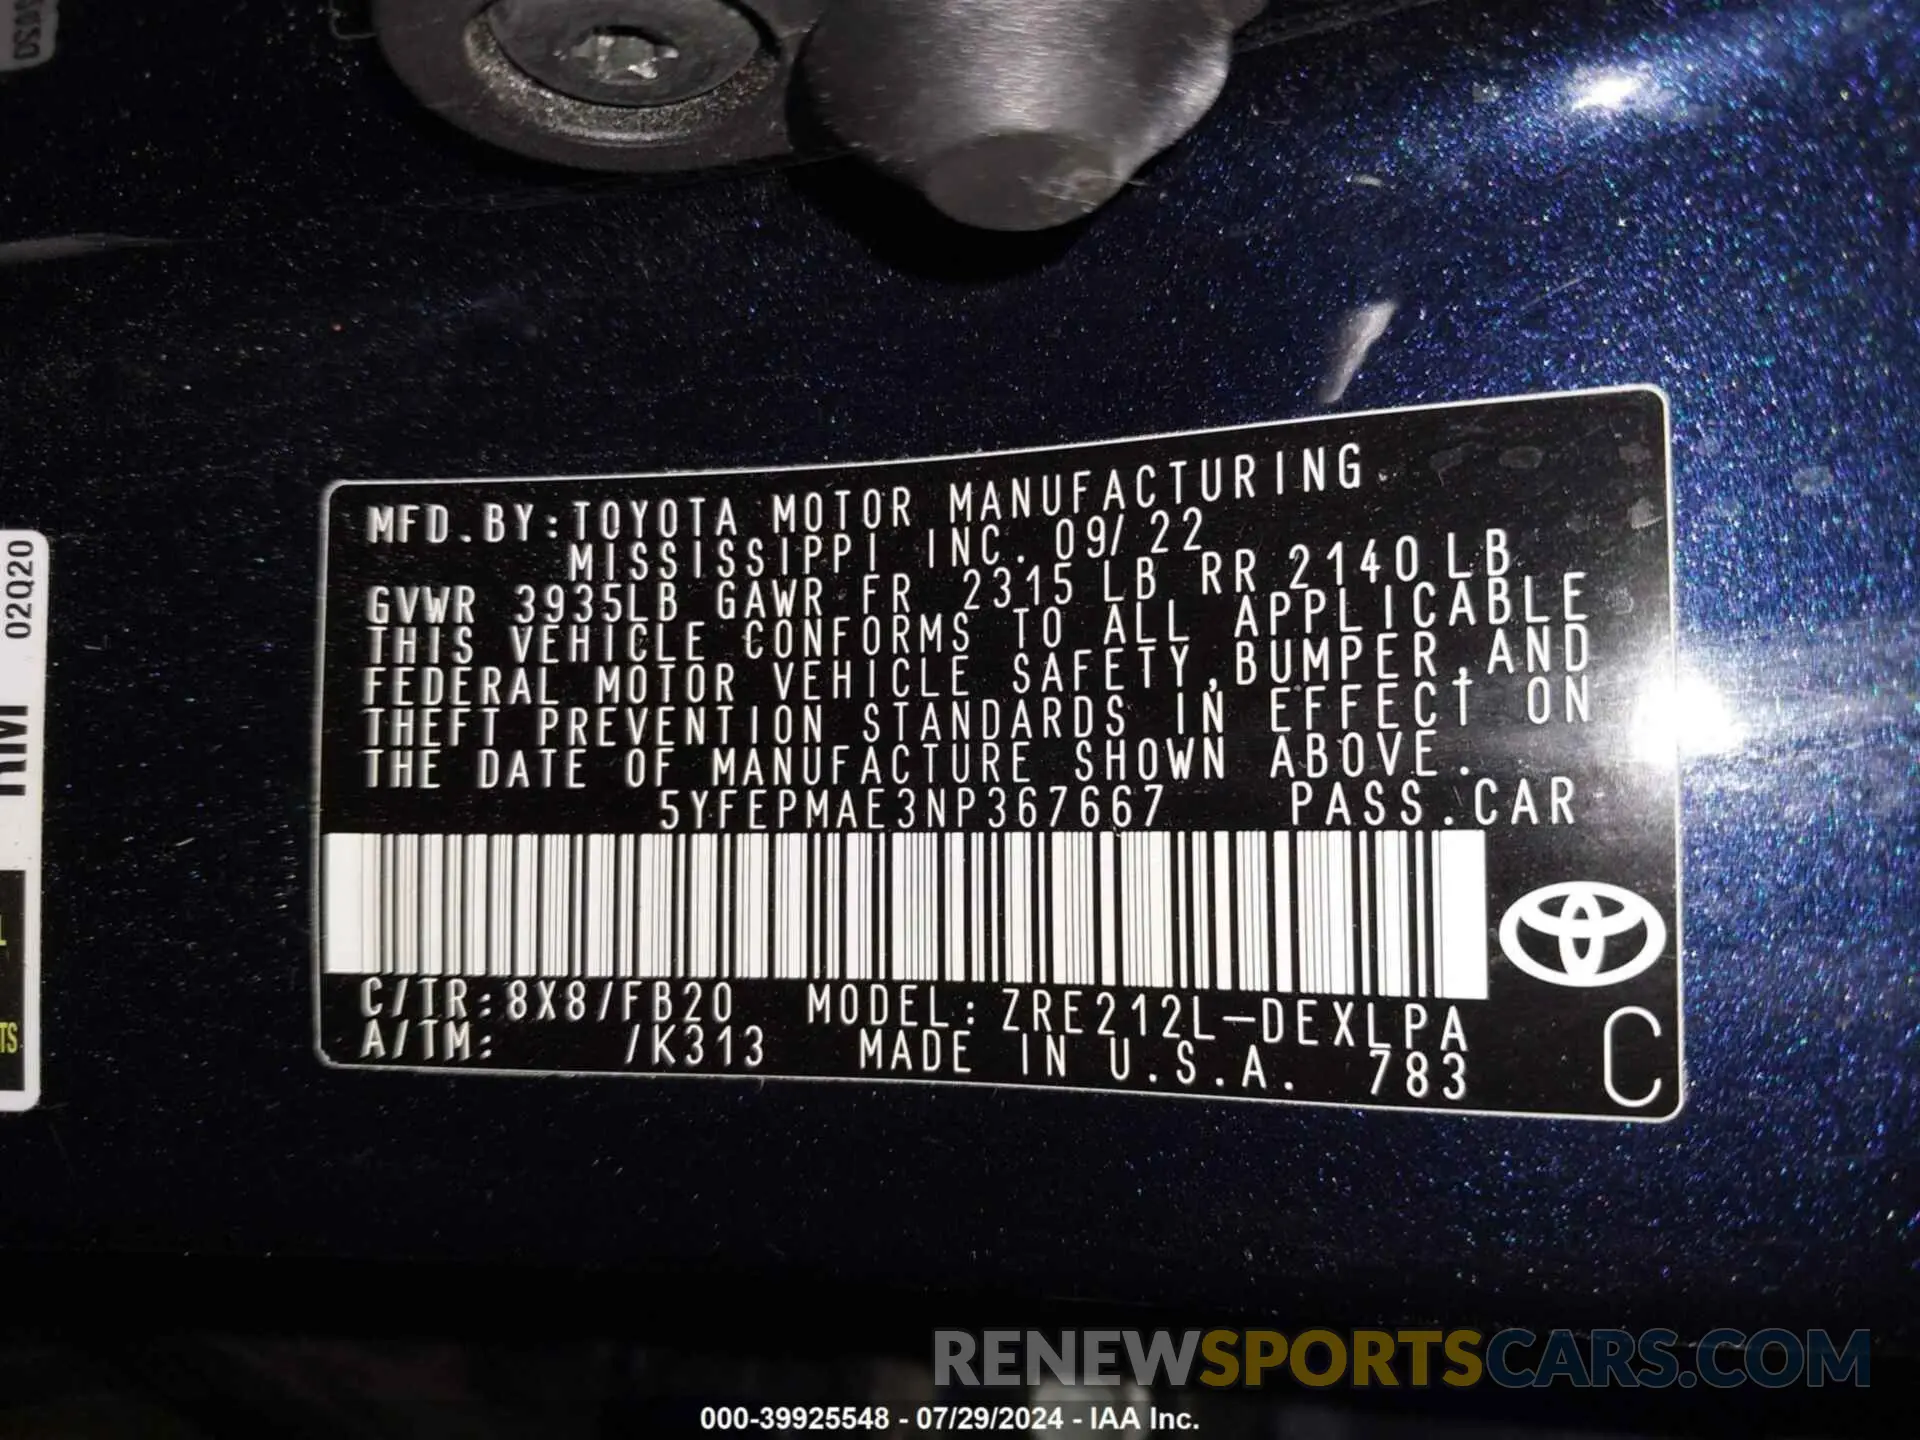 MFD.BY:TOYOTA MOTOR MANUFACTURING
MISSISSIPPI INC. 09/22
GVWR 3935LB GAWR FR 2315 LB RR 2140 LB
THIS VEHICLE CONFORMS TO ALL APPLICABLE
FEDERAL MOTOR VEHICLE SAFETY,BUMPER,AND
THEFT PREVENTION STANDARDS IN EFFECT ON
THE DATE OF MANUFACTURE SHOWN ABOVE.
5YFEPMAE3NP367667 PASS.CAR
C/TR:8X8/FB20 MODEL:ZRE212L-DEXLPA
A/TM: /K313 MADE IN U.S.A. 783
C
02Q20
TS
RENEWSPORTSCARS.COM
000-39925548 - 07/29/2024 - IAA Inc.